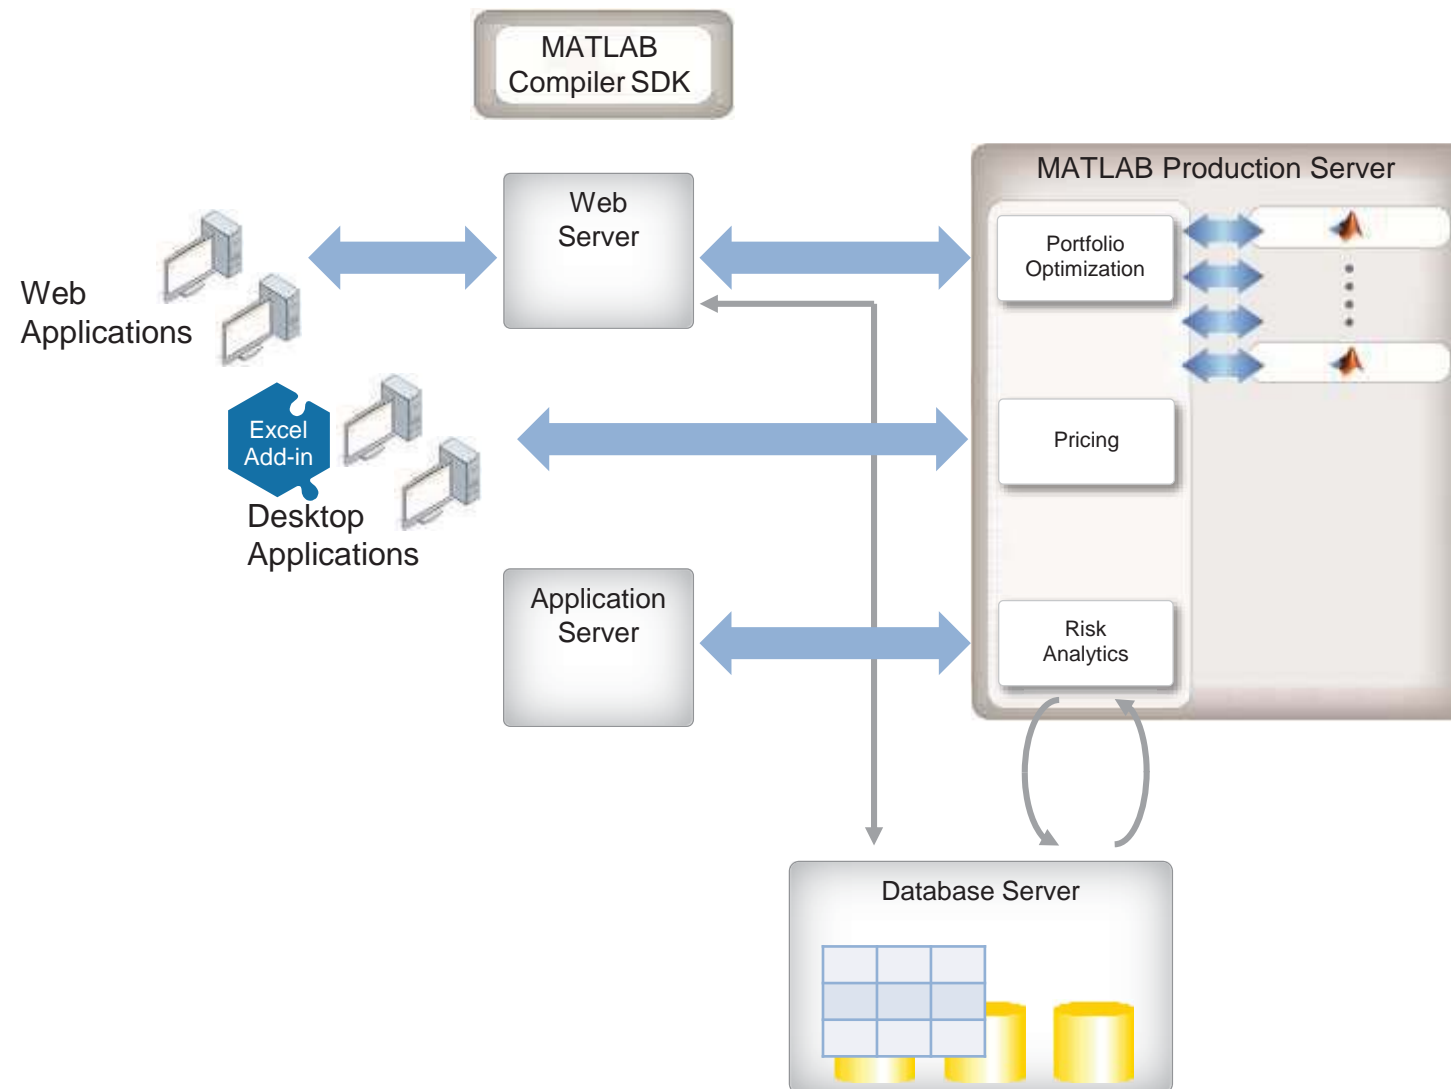 MATLAB
Compiler SDK
MATLAB Production Server
Web
Server
Portfolio
Optimization
Web
Applications
Excel
Add-in
Pricing
Desktop
Applications
Application
Server
Risk
Analytics
Database Server